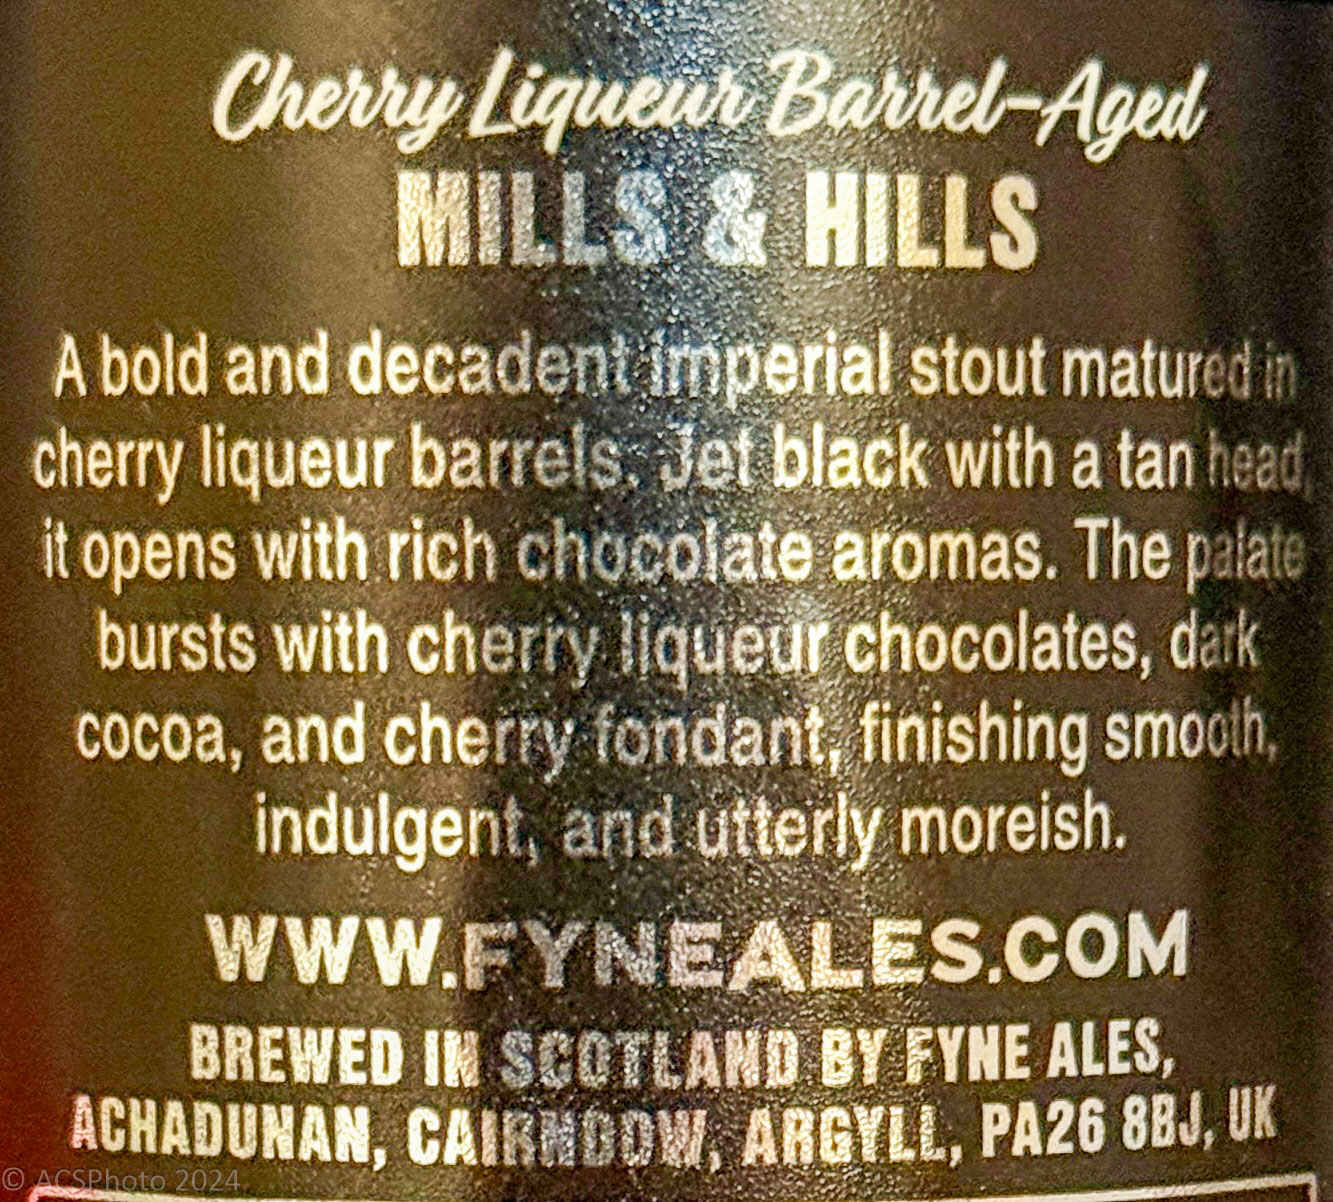 Cherry Liqueur Barrel-Aged
MILLS & HILLS
A bold and decadent imperial stout matured in
cherry liqueur barrels. Jet black with a tan head,
it opens with rich chocolate aromas. The palate
bursts with cherry liqueur chocolates, dark
cocoa, and cherry fondant, finishing smooth,
indulgent, and utterly moreish.
WWW.FYNEALES.COM
BREWED IN SCOTLAND BY FYNE ALES,
ACHADUNAN, CAIRNDOW, ARGYLL, PA26 8BJ, UK
© ACSPhoto 2024